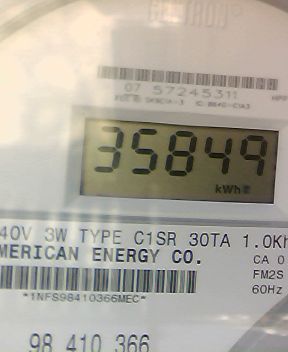 07 57245311
35849
kWh
40V 3W TYPE C1SR 30TA 1.0Kh
MERICAN ENERGY CO.
CA 0
FM2S
60Hz
*1NFS98410366MEC*
98 410 366